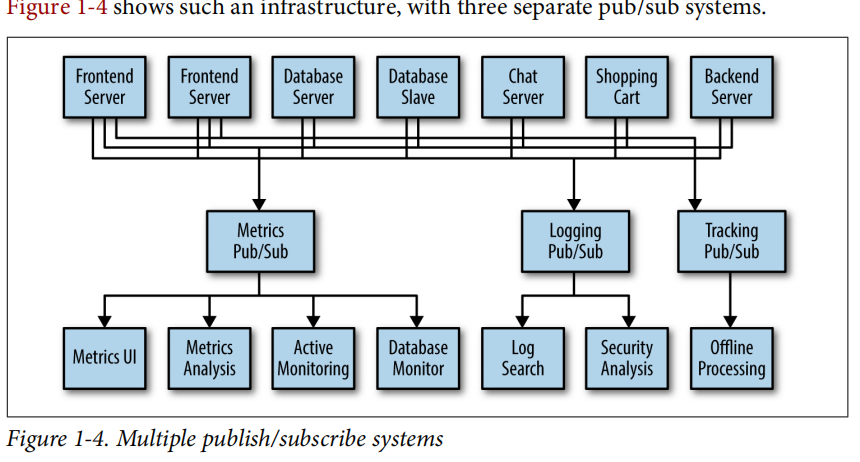 Figure 1-4 shows such an infrastructure, with three separate pub/sub systems.
Frontend
Server
Frontend
Server
Database
Server
Database
Slave
Chat
Server
Shopping
Cart
Backend
Server
Metrics
Pub/Sub
Logging
Pub/Sub
Tracking
Pub/Sub
Metrics UI
Metrics
Analysis
Active
Monitoring
Database
Monitor
Log
Search
Security
Analysis
Offline
Processing
Figure 1-4. Multiple publish/subscribe systems